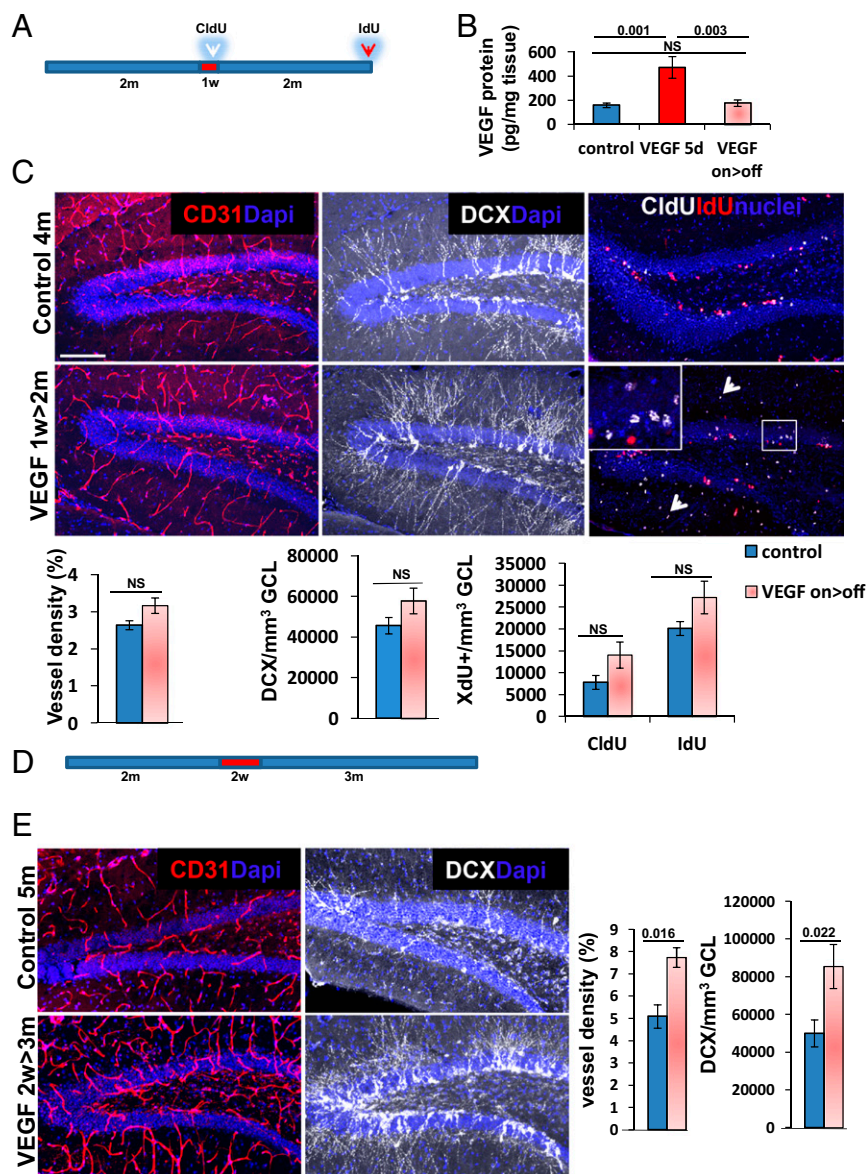 A
CldU
IdU
2m
1w
2m
B
0.001
0.003
NS
VEGF protein
(pg/mg tissue)
600
400
200
0
control
VEGF 5d
VEGF
on>off
C
Control 4m
CD31Dapi
DCXDapi
CldUIdUnuclei
VEGF 1w>2m
Vessel density (%)
NS
4
3
2
1
0
DCX/mm³ GCL
NS
80000
60000
40000
20000
0
XdU+/mm³ GCL
35000
30000
25000
20000
15000
10000
5000
0
NS
NS
CldU
IdU
control
VEGF on>off
D
2m
2w
3m
E
Control 5m
CD31Dapi
DCXDapi
VEGF 2w>3m
vessel density (%)
9
8
7
6
5
4
3
2
1
0
0.016
DCX/mm³ GCL
120000
100000
80000
60000
40000
20000
0
0.022